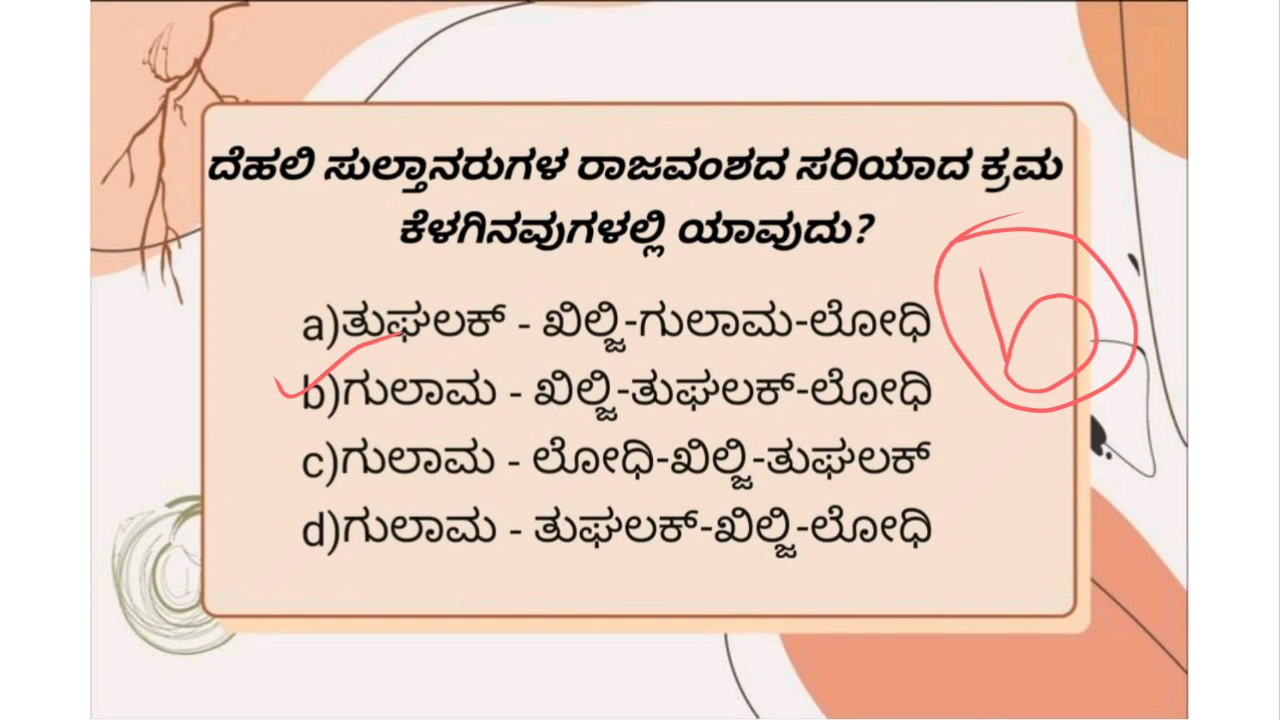 ದೆಹಲಿ ಸುಲ್ತಾನರುಗಳ ರಾಜವಂಶದ ಸರಿಯಾದ ಕ್ರಮ
ಕೆಳಗಿನವುಗಳಲ್ಲಿ ಯಾವುದು?
a)ತುಘಲಕ್ - ಖಿಲ್ಜಿ-ಗುಲಾಮ-ಲೋಧಿ
b)ಗುಲಾಮ - ಖಿಲ್ಜಿ-ತುಘಲಕ್-ಲೋಧಿ
c)ಗುಲಾಮ - ಲೋಧಿ-ಖಿಲ್ಜಿ-ತುಘಲಕ್
d)ಗುಲಾಮ - ತುಘಲಕ್-ಖಿಲ್ಜಿ-ಲೋಧಿ
b